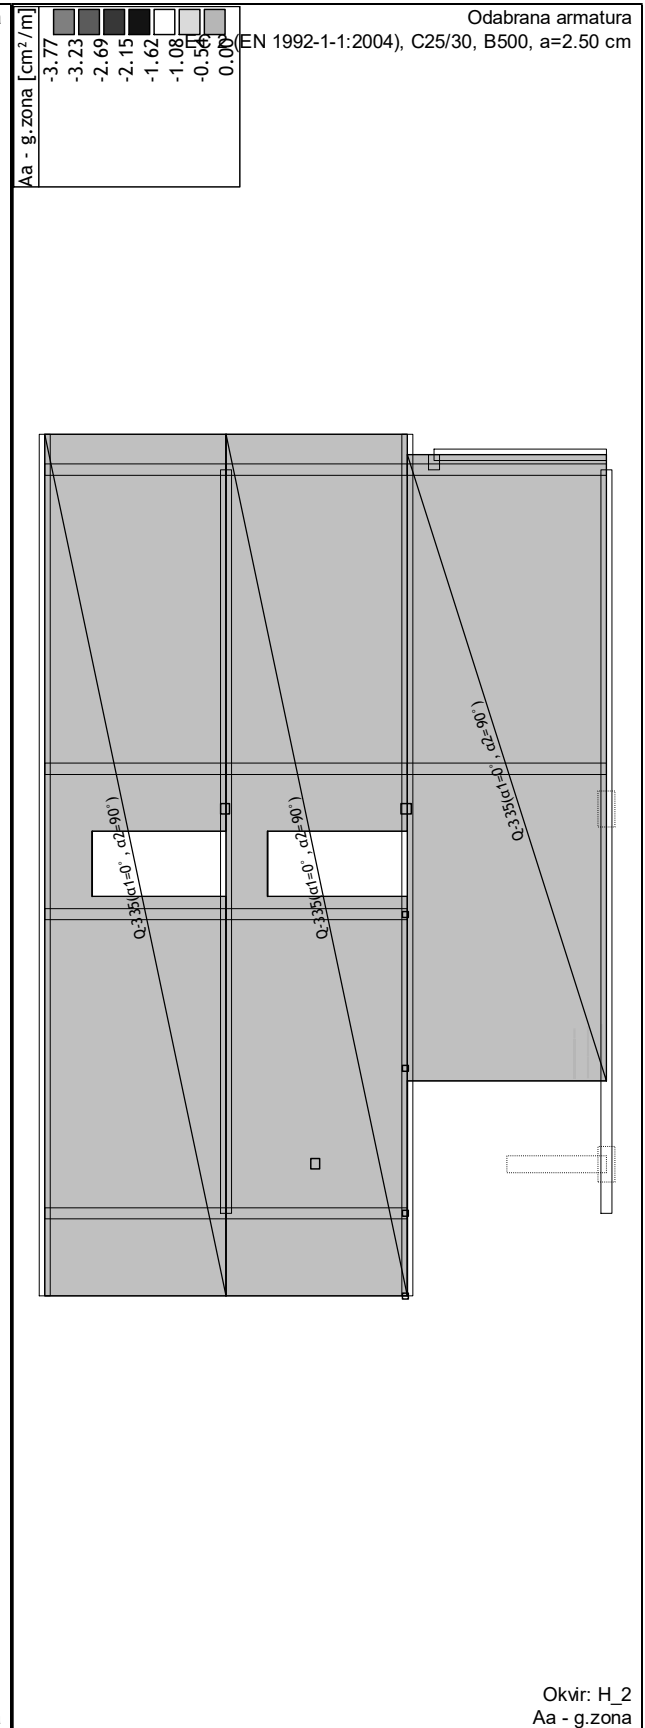 Odabrana armatura
2 (EN 1992-1-1:2004), C25/30, B500, a=2.50 cm
Aa - g.zona [cm²/m]
-3.77
-3.23
-2.69
-2.15
-1.62
-1.08
-0.54
0.00
Q-335(α1=0°, α2=90°)
Q-335(α1=0°, α2=90°)
Q-335(α1=0°, α2=90°)
Okvir: H_2
Aa - g.zona